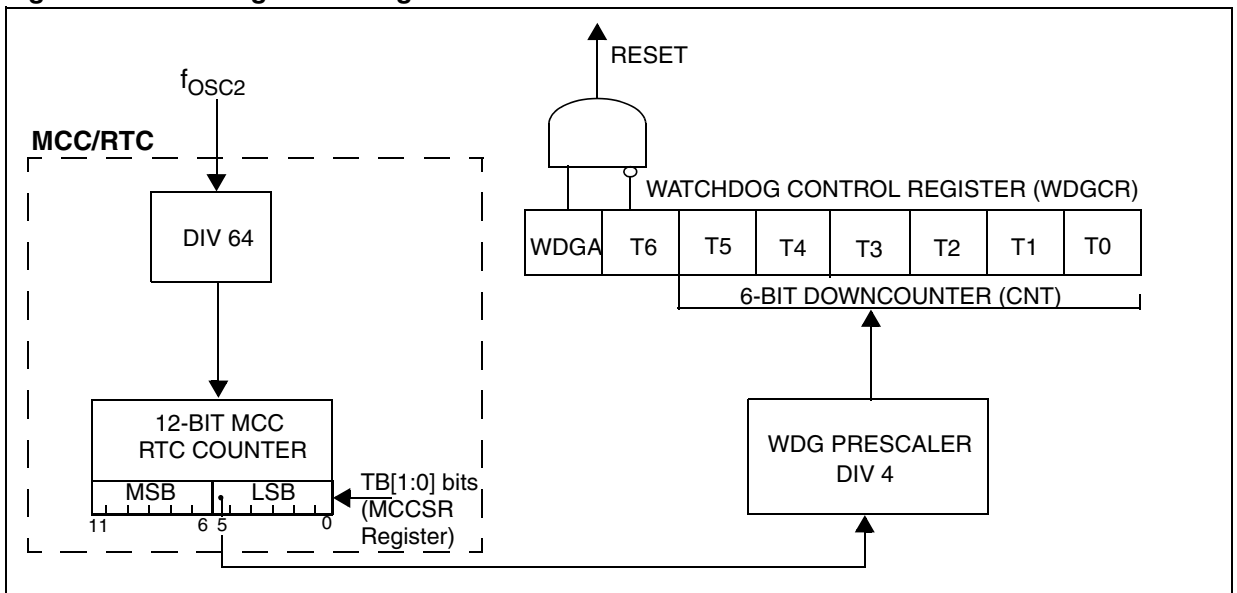 RESET
fOSC2
MCC/RTC
DIV 64
12-BIT MCC
RTC COUNTER
MSB LSB
11 6 5 0
TB[1:0] bits
(MCCSR
Register)
WATCHDOG CONTROL REGISTER (WDGCR)
WDGA T6 T5 T4 T3 T2 T1 T0
6-BIT DOWNCOUNTER (CNT)
WDG PRESCALER
DIV 4